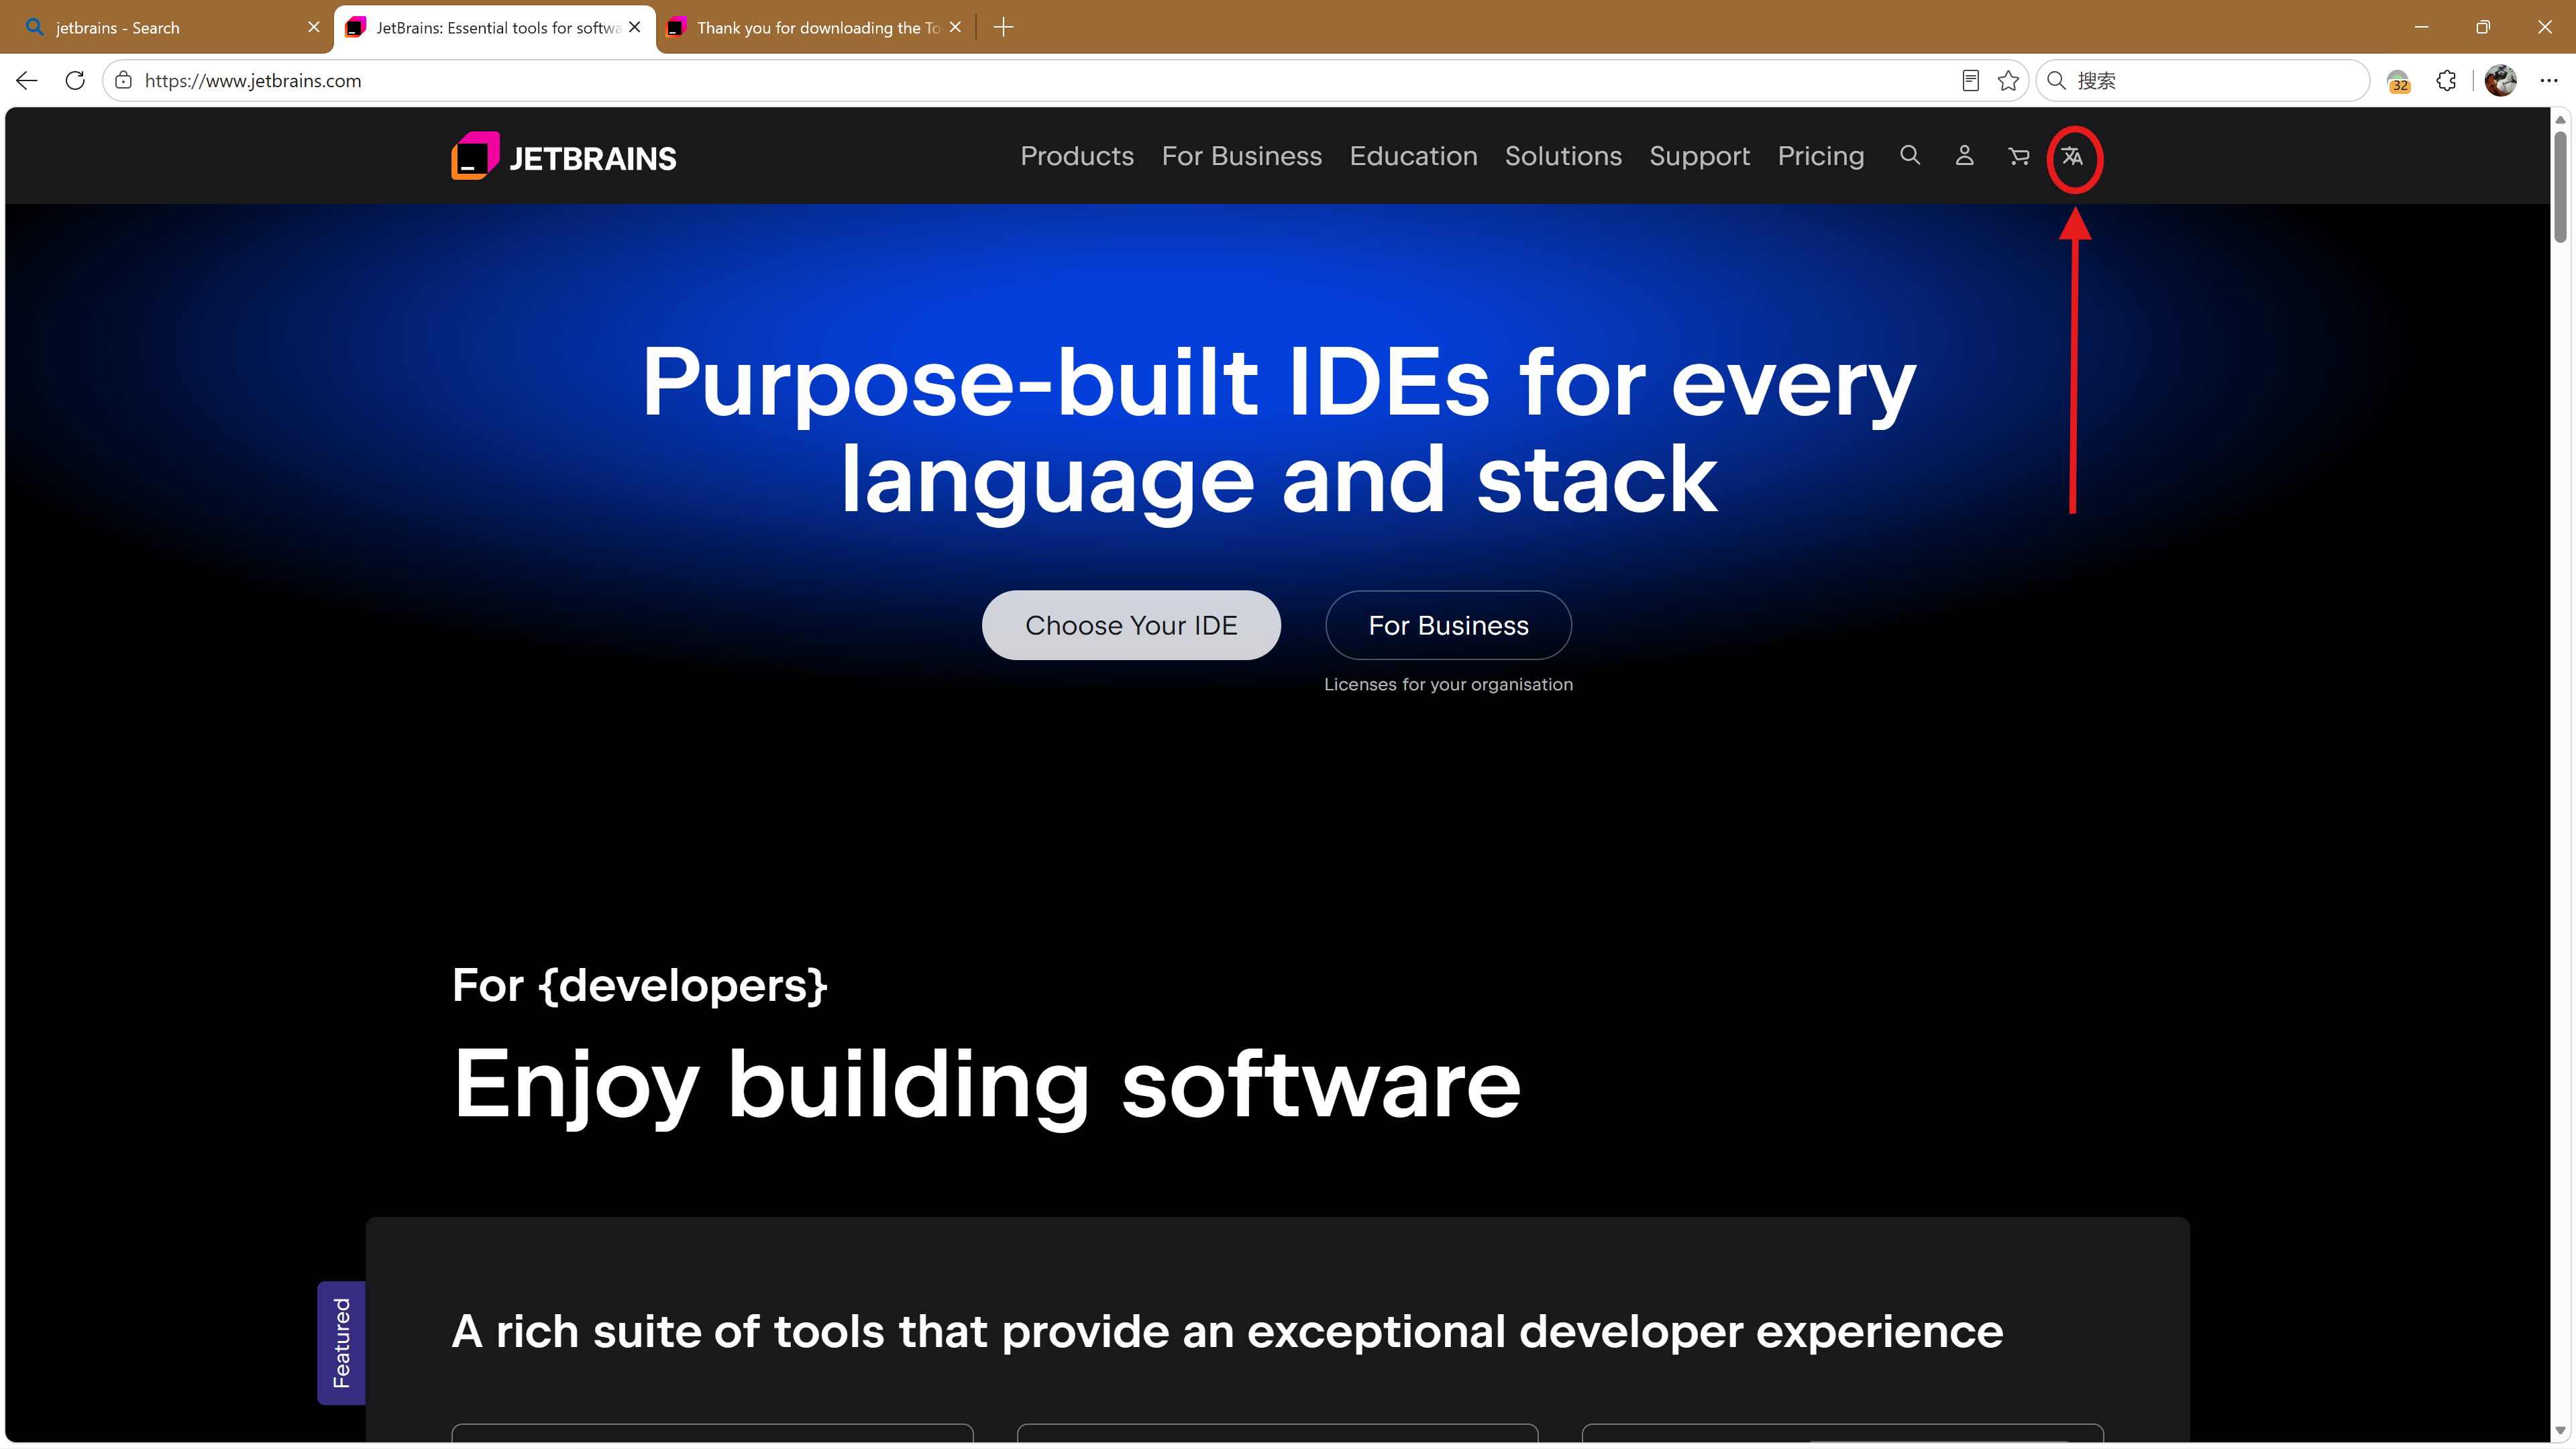 jetbrains - Search
JetBrains: Essential tools for softwa
Thank you for downloading the To
https://www.jetbrains.com
搜索
32
JETBRAINS
Products
For Business
Education
Solutions
Support
Pricing
Purpose-built IDEs for every
language and stack
Choose Your IDE
For Business
Licenses for your organisation
For {developers}
Enjoy building software
Featured
A rich suite of tools that provide an exceptional developer experience